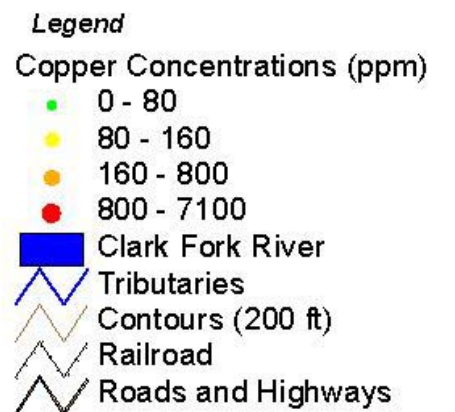 Legend
Copper Concentrations (ppm)
0 - 80
80 - 160
160 - 800
800 - 7100
Clark Fork River
Tributaries
Contours (200 ft)
Railroad
Roads and Highways